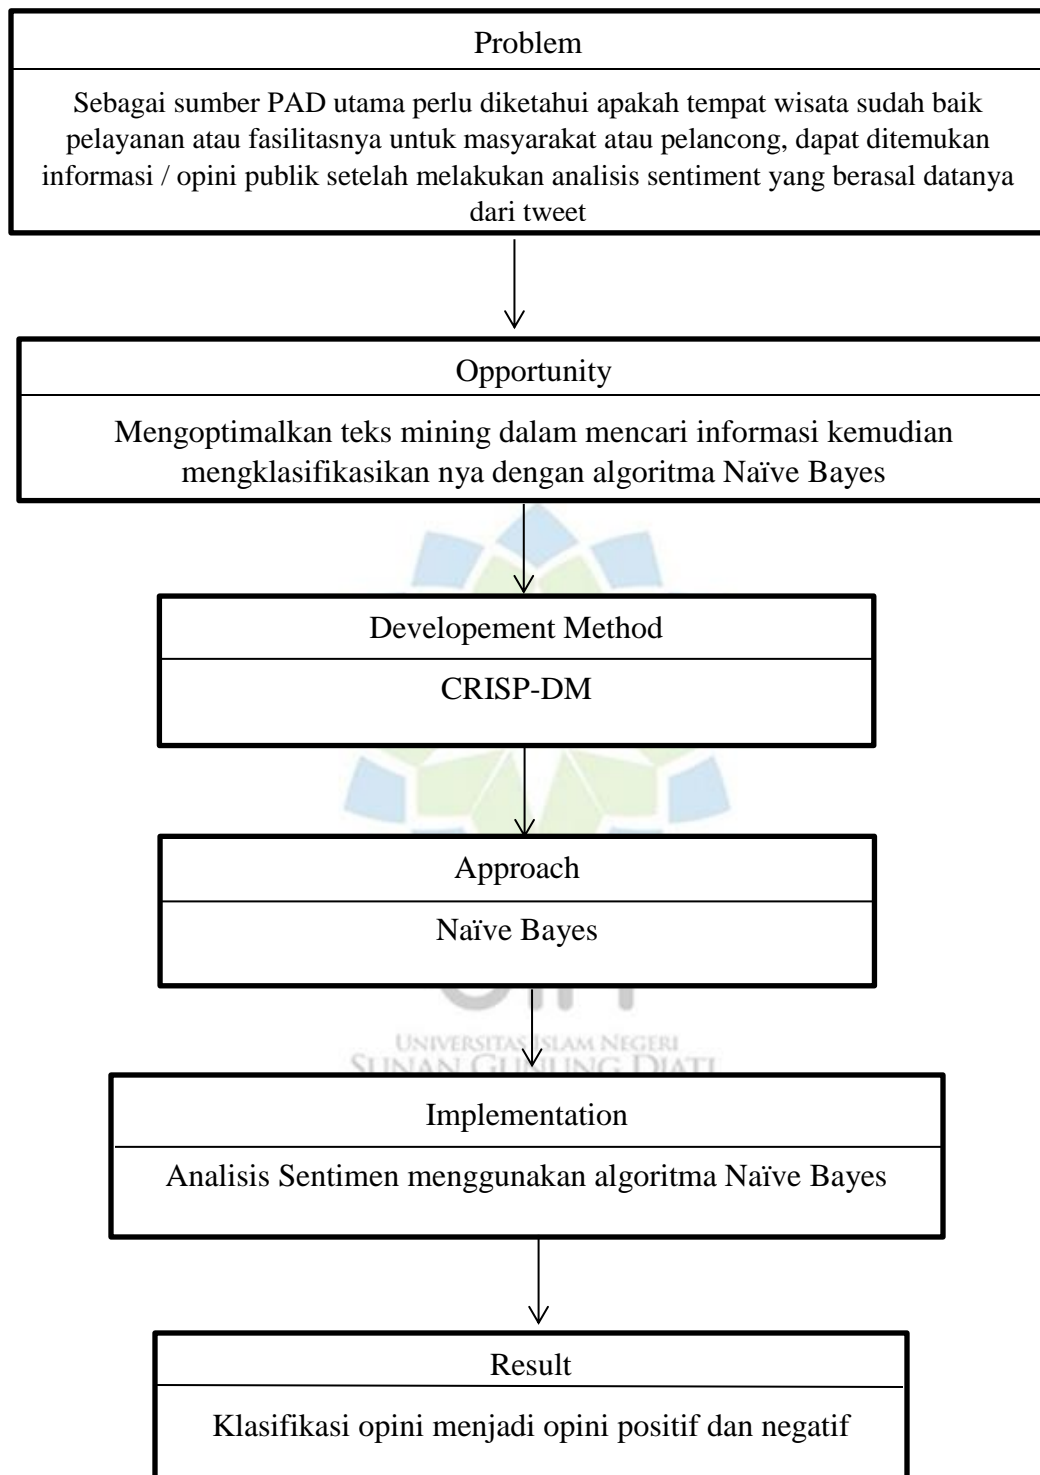 Problem
Sebagai sumber PAD utama perlu diketahui apakah tempat wisata sudah baik
pelayanan atau fasilitasnya untuk masyarakat atau pelancong, dapat ditemukan
informasi / opini publik setelah melakukan analisis sentiment yang berasal datanya
dari tweet
Opportunity
Mengoptimalkan teks mining dalam mencari informasi kemudian
mengklasifikasikan nya dengan algoritma Naïve Bayes
Developement Method
CRISP-DM
Approach
Naïve Bayes
UNIVERSITAS ISLAM NEGERI
SUNAN GUNUNG DJATI
Implementation
Analisis Sentimen menggunakan algoritma Naïve Bayes
Result
Klasifikasi opini menjadi opini positif dan negatif